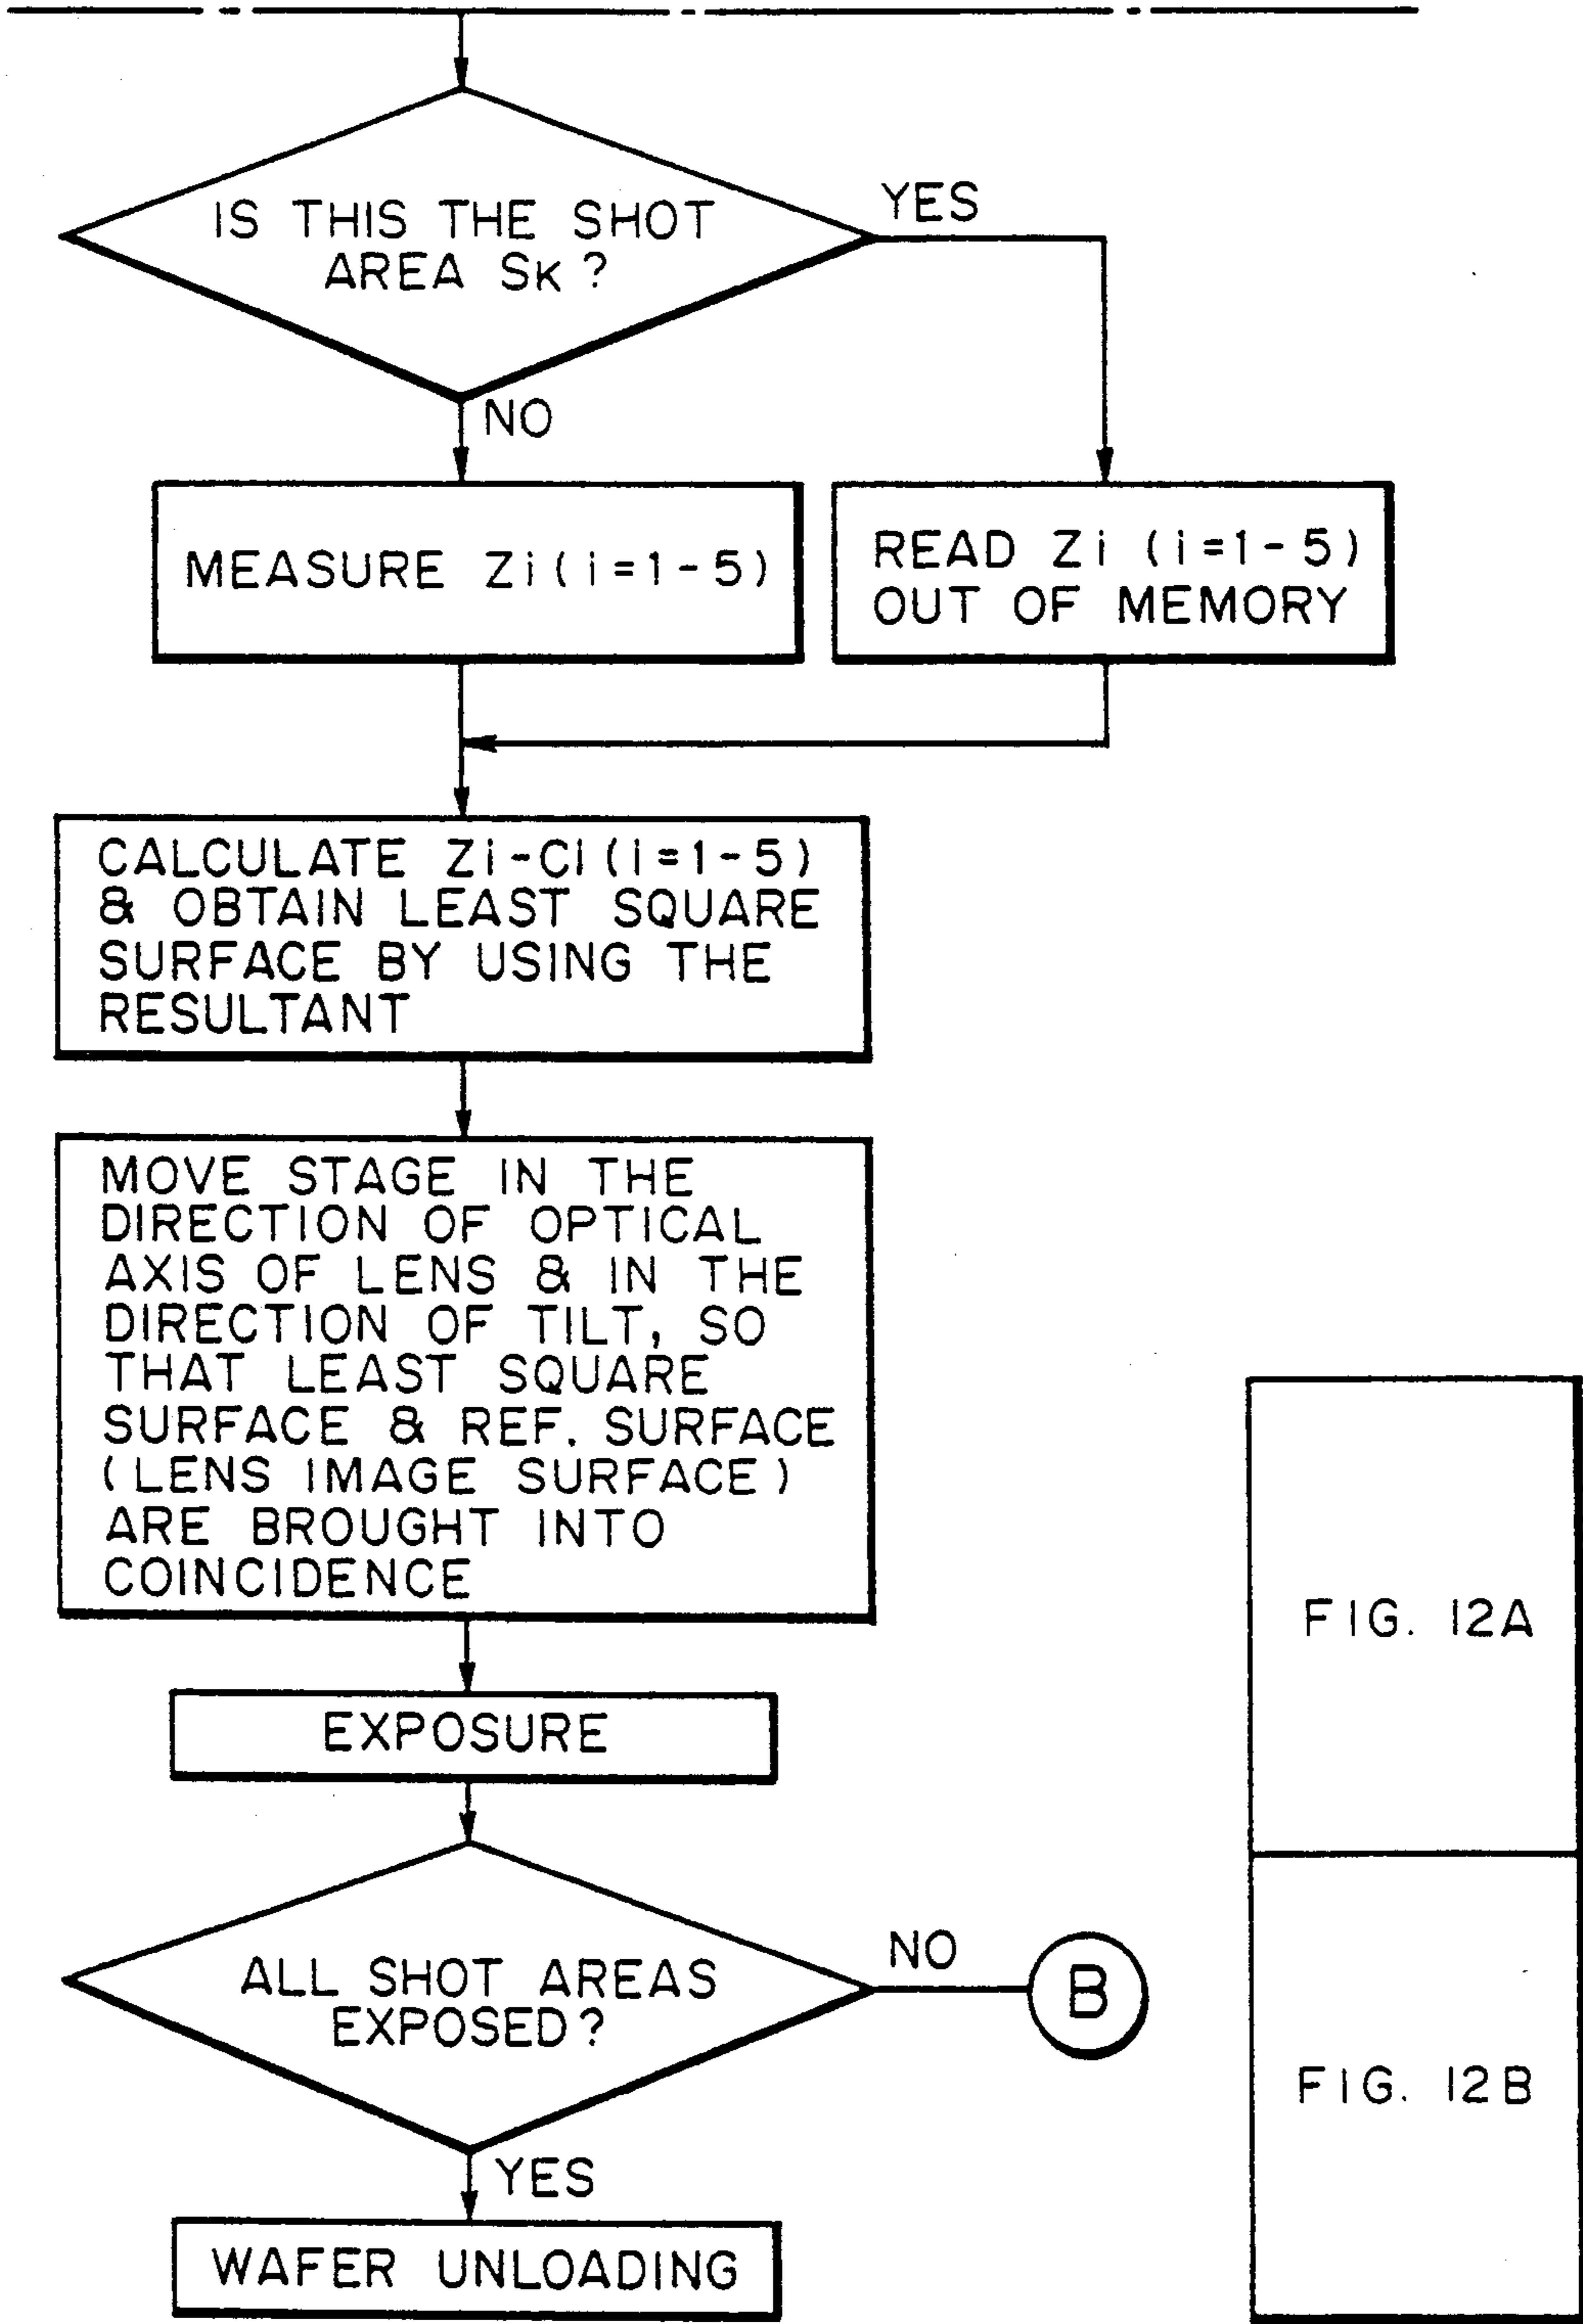 IS THIS THE SHOT
AREA SK ?
YES
NO
MEASURE Zi (i=1-5)
READ Zi (i=1-5)
OUT OF MEMORY
CALCULATE Zi-Ci (i=1-5)
& OBTAIN LEAST SQUARE
SURFACE BY USING THE
RESULTANT
MOVE STAGE IN THE
DIRECTION OF OPTICAL
AXIS OF LENS & IN THE
DIRECTION OF TILT, SO
THAT LEAST SQUARE
SURFACE & REF. SURFACE
(LENS IMAGE SURFACE)
ARE BROUGHT INTO
COINCIDENCE
EXPOSURE
ALL SHOT AREAS
EXPOSED?
NO
B
YES
WAFER UNLOADING
FIG. 12A
FIG. 12B